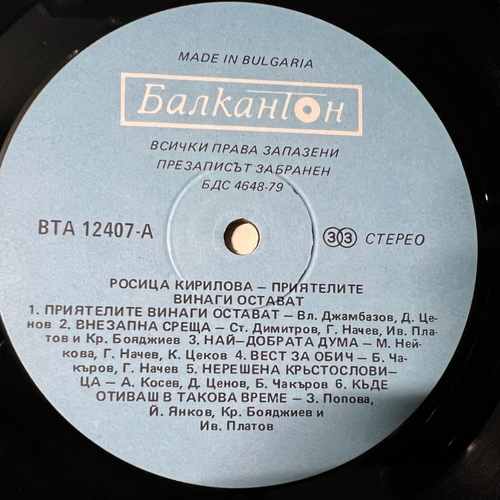 MADE IN BULGARIA
Балкантон
ВСИЧКИ ПРАВА ЗАПАЗЕНИ
ПРЕЗАПИСЪТ ЗАБРАНЕН
БДС 4648-79
ВТА 12407-А
33 СТЕРЕО
РОСИЦА КИРИЛОВА – ПРИЯТЕЛИТЕ
ВИНАГИ ОСТАВАТ
1. ПРИЯТЕЛИТЕ ВИНАГИ ОСТАВАТ – Вл. Джамбазов, Д. Це-
нов 2. ВНЕЗАПНА СРЕЩА – Ст. Димитров, Г. Начев, Ив. Пла-
тов и Кр. Бояджиев 3. НАЙ–ДОБРАТА ДУМА – М. Ней-
кова, Г. Начев, К. Цеков 4. ВЕСТ ЗА ОБИЧ – Б. Ча-
къров, Г. Начев 5. НЕРЕШЕНА КРЪСТОСЛОВИ-
ЦА – А. Косев, Д. Ценов, Б. Чакъров 6. КЪДЕ
ОТИВАШ В ТАКОВА ВРЕМЕ – З. Попова,
Й. Янков, Кр. Бояджиев и
Ив. Платов